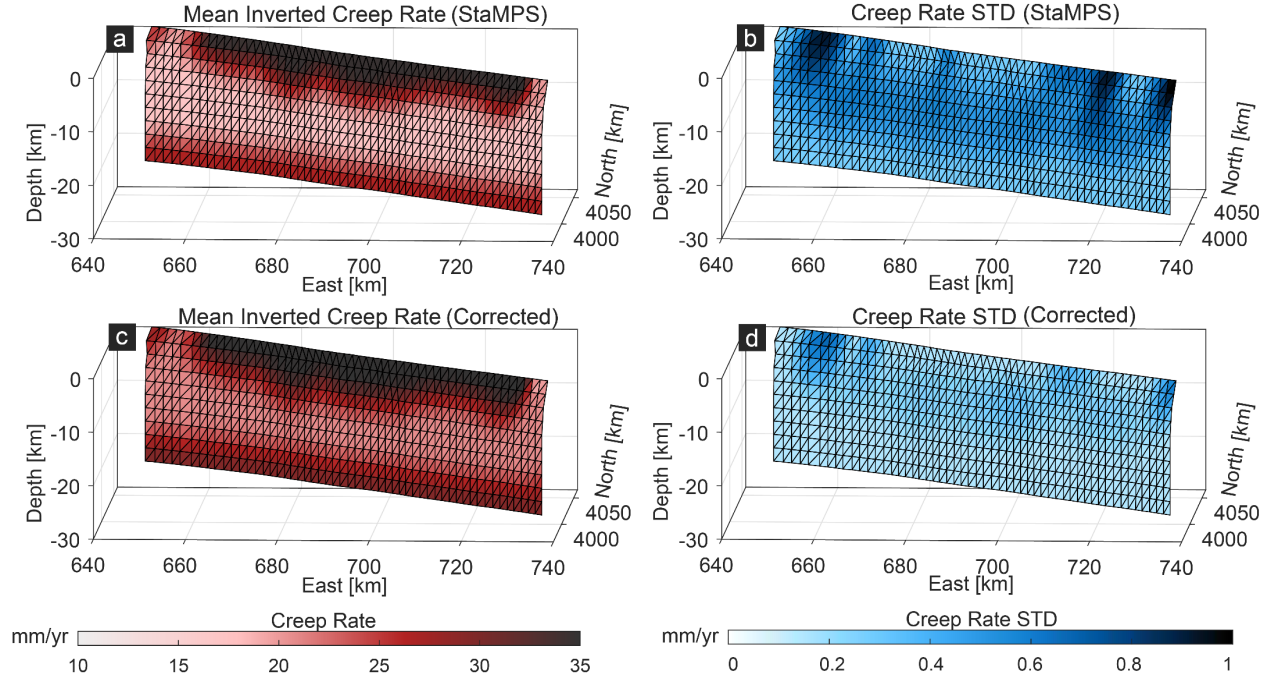 Mean Inverted Creep Rate (StaMPS)
a
0
-10
-20
-30
Depth [km]
640
660
680
700
720
740
East [km]
4000
4050
North [km]
Creep Rate STD (StaMPS)
b
0
-10
-20
-30
Depth [km]
640
660
680
700
720
740
East [km]
4000
4050
North [km]
Mean Inverted Creep Rate (Corrected)
c
0
-10
-20
-30
Depth [km]
640
660
680
700
720
740
East [km]
4000
4050
North [km]
Creep Rate STD (Corrected)
d
0
-10
-20
-30
Depth [km]
640
660
680
700
720
740
East [km]
4000
4050
North [km]
Creep Rate
mm/yr
10
15
20
25
30
35
Creep Rate STD
mm/yr
0
0.2
0.4
0.6
0.8
1